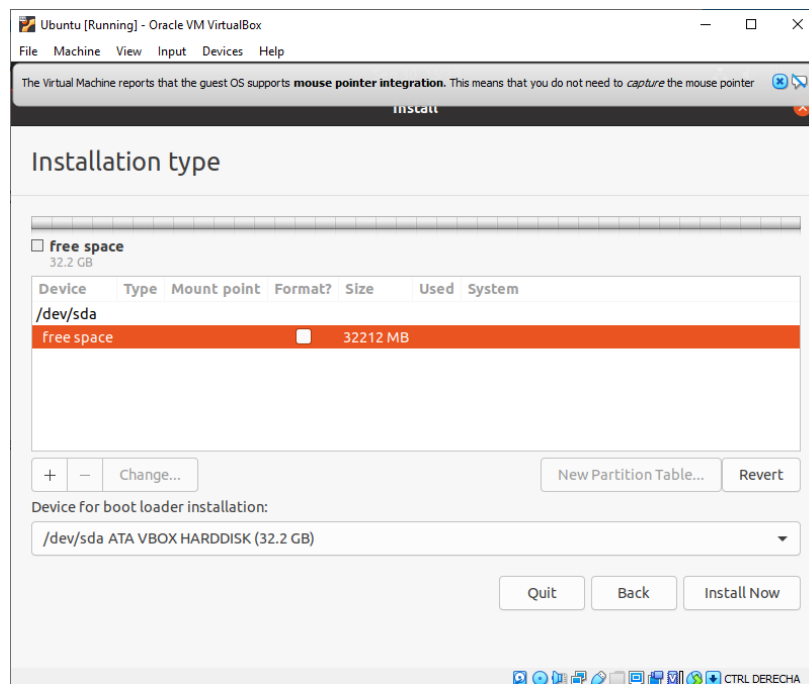 Ubuntu [Running] - Oracle VM VirtualBox
File Machine View Input Devices Help
The Virtual Machine reports that the guest OS supports mouse pointer integration. This means that you do not need to capture the mouse pointer
Install
Installation type
free space
32.2 GB
Device Type Mount point Format? Size Used System
/dev/sda
free space 32212 MB
+ − Change... New Partition Table... Revert
Device for boot loader installation:
/dev/sda ATA VBOX HARDDISK (32.2 GB)
Quit Back Install Now
CTRL DERECHA